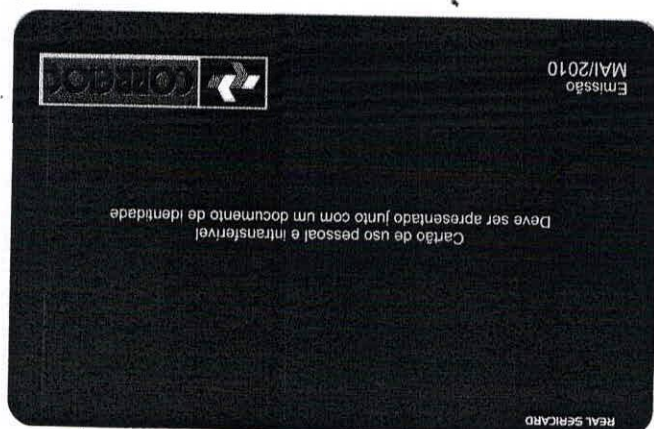 REAL SERICARD
Cartão de uso pessoal e intransferível
Deve ser apresentado junto com um documento de identidade
Emissão
MAI/2010
CORREIOS